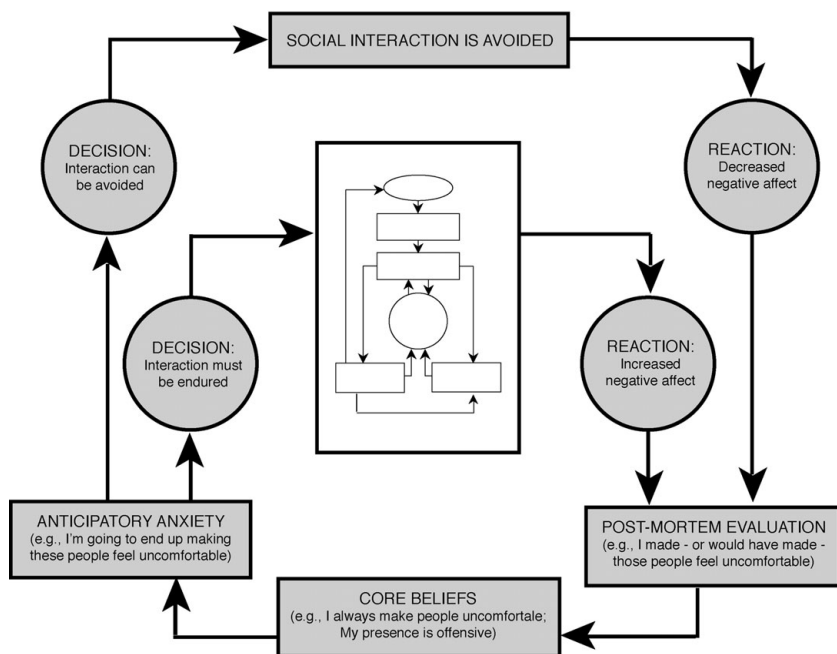 SOCIAL INTERACTION IS AVOIDED
DECISION:
Interaction can
be avoided
REACTION:
Decreased
negative affect
DECISION:
Interaction must
be endured
REACTION:
Increased
negative affect
ANTICIPATORY ANXIETY
(e.g., I'm going to end up making
these people feel uncomfortable)
POST-MORTEM EVALUATION
(e.g., I made - or would have made -
those people feel uncomfortable)
CORE BELIEFS
(e.g., I always make people uncomfortale;
My presence is offensive)